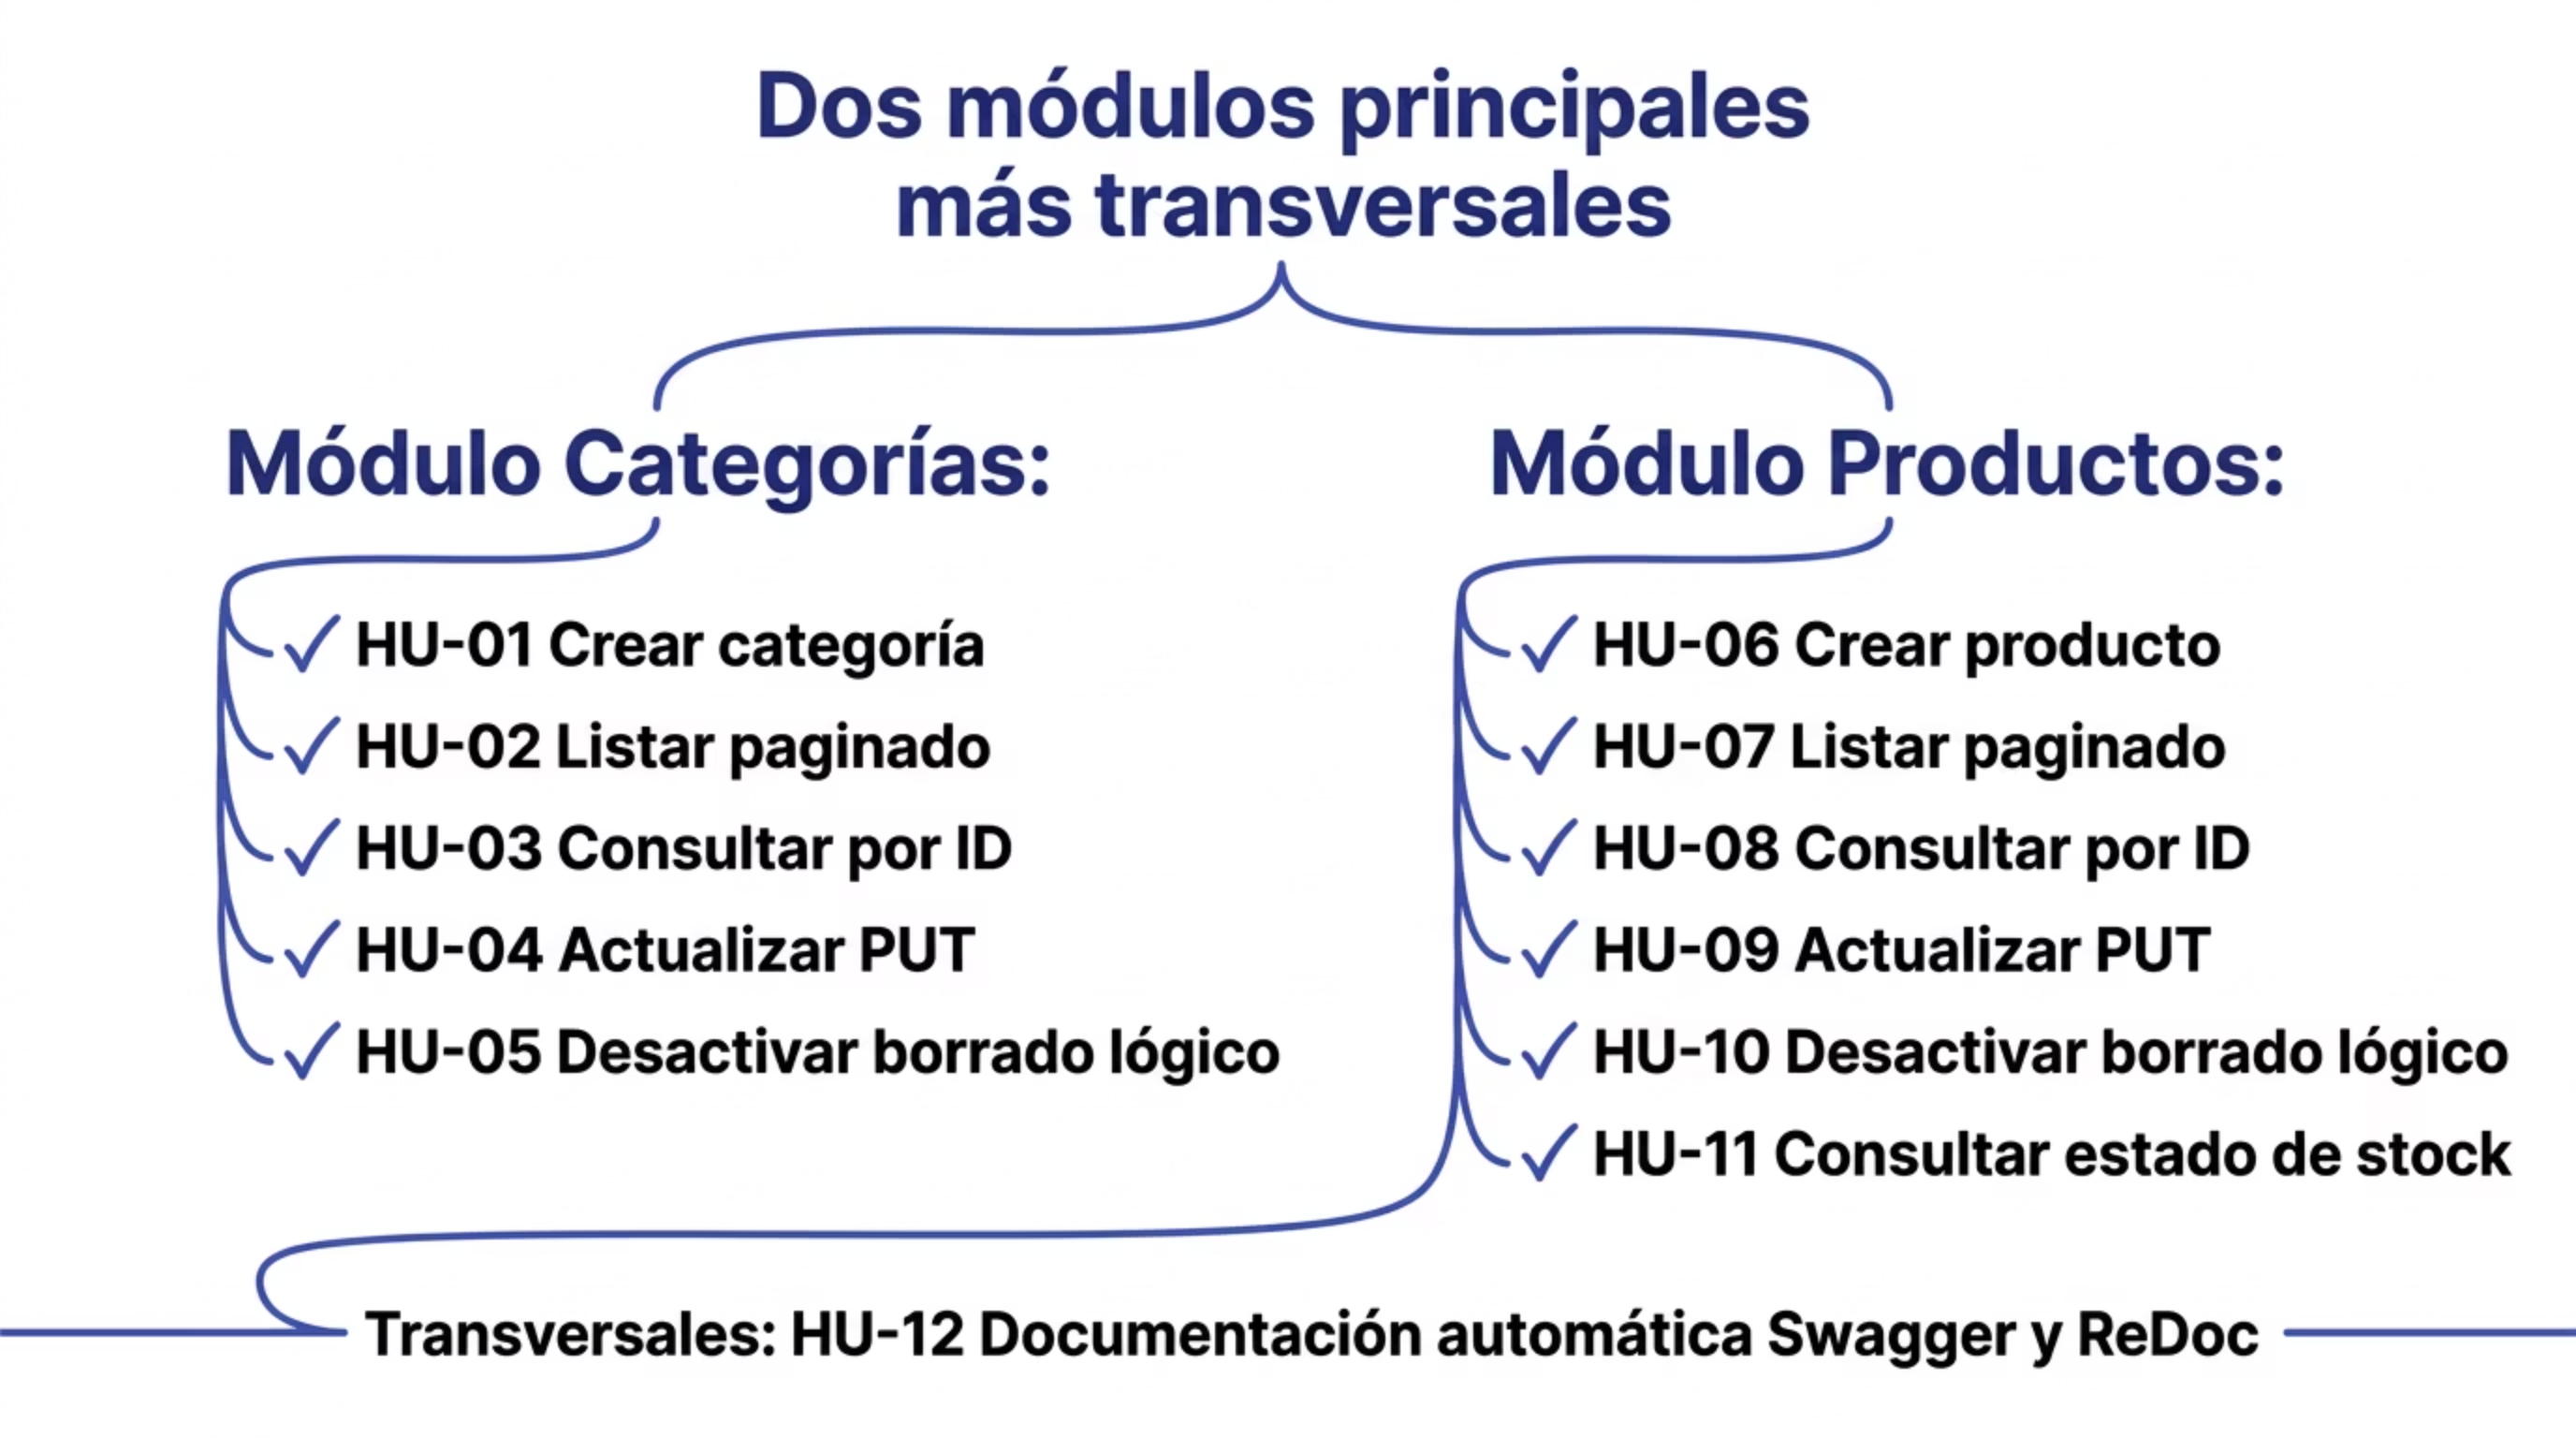 Dos módulos principales
más transversales
Módulo Categorías:
HU-01 Crear categoría
HU-02 Listar paginado
HU-03 Consultar por ID
HU-04 Actualizar PUT
HU-05 Desactivar borrado lógico
Módulo Productos:
HU-06 Crear producto
HU-07 Listar paginado
HU-08 Consultar por ID
HU-09 Actualizar PUT
HU-10 Desactivar borrado lógico
HU-11 Consultar estado de stock
Transversales: HU-12 Documentación automática Swagger y ReDoc